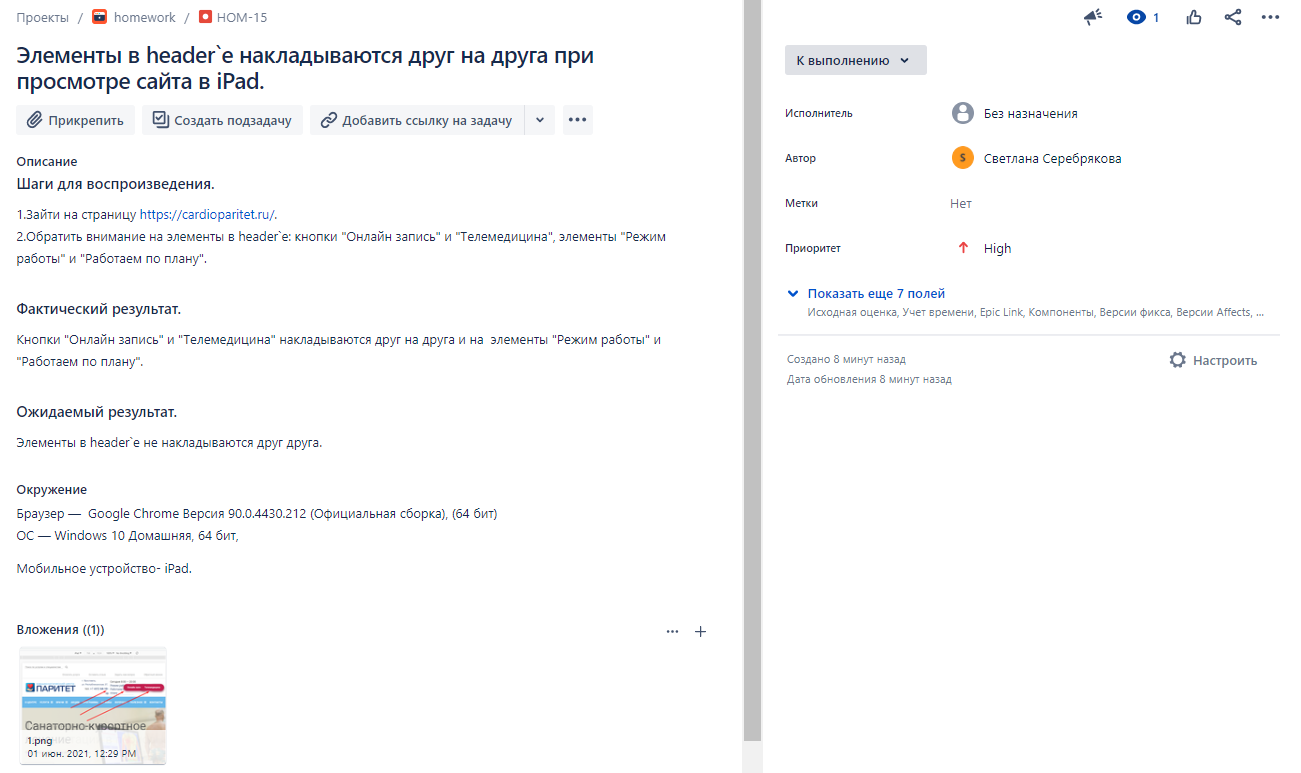 Проекты / homework / HOM-15
1
Элементы в header`е накладываются друг на друга при
просмотре сайта в iPad.
Прикрепить
Создать подзадачу
Добавить ссылку на задачу
Описание
Шаги для воспроизведения.
1.Зайти на страницу https://cardioparitet.ru/.
2.Обратить внимание на элементы в header`е: кнопки "Онлайн запись" и "Телемедицина", элементы "Режим
работы" и "Работаем по плану".
Фактический результат.
Кнопки "Онлайн запись" и "Телемедицина" накладываются друг на друга и на  элементы "Режим работы" и
"Работаем по плану".
Ожидаемый результат.
Элементы в header`е не накладываются друг друга.
Окружение
Браузер —  Google Chrome Версия 90.0.4430.212 (Официальная сборка), (64 бит)
ОС — Windows 10 Домашняя, 64 бит,
Мобильное устройство- iPad.
Вложения ((1))
ПАРИТЕТ
Санаторно-курортное
1.png
01 июн. 2021, 12:29 PM
К выполнению
Исполнитель
Без назначения
Автор
S
Светлана Серебрякова
Метки
Нет
Приоритет
High
Показать еще 7 полей
Исходная оценка, Учет времени, Epic Link, Компоненты, Версии фикса, Версии Affects, ...
Создано 8 минут назад
Дата обновления 8 минут назад
Настроить